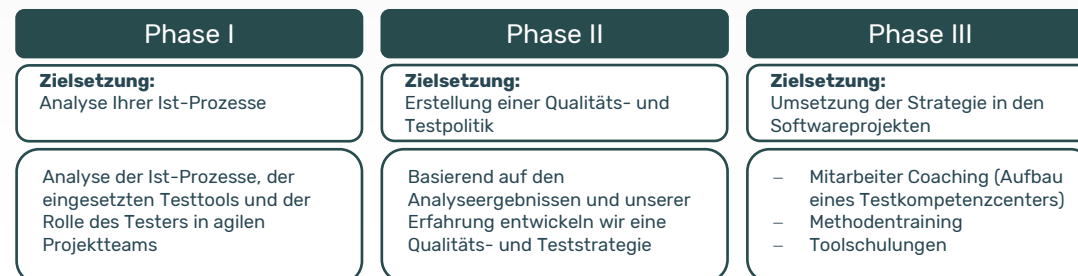 Phase I
Zielsetzung:
Analyse Ihrer Ist-Prozesse
Analyse der Ist-Prozesse, der
eingesetzten Testtools und der
Rolle des Testers in agilen
Projektteams
Phase II
Zielsetzung:
Erstellung einer Qualitäts- und
Testpolitik
Basierend auf den
Analyseergebnissen und unserer
Erfahrung entwickeln wir eine
Qualitäts- und Teststrategie
Phase III
Zielsetzung:
Umsetzung der Strategie in den
Softwareprojekten
– Mitarbeiter Coaching (Aufbau
eines Testkompetenzcenters)
– Methodentraining
– Toolschulungen